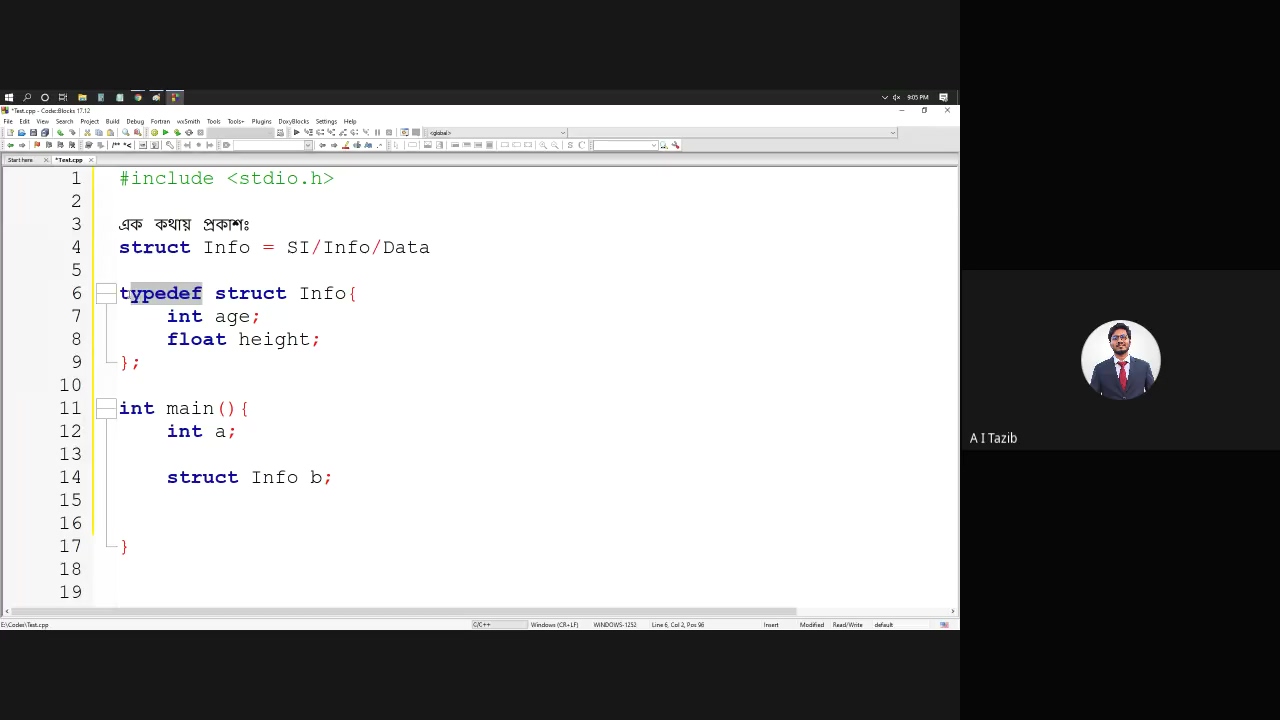 9:05 PM
*Test.cpp - Code::Blocks 17.12
File Edit View Search Project Build Debug Fortran wxSmith Tools Tools+ Plugins DoxyBlocks Settings Help
<global>
Start here *Test.cpp
1 #include <stdio.h>
2
3 এক কথায় প্রকাশঃ
4 struct Info = SI/Info/Data
5
6 typedef struct Info{
7 int age;
8 float height;
9 };
10
11 int main(){
12 int a;
13
14 struct Info b;
15
16
17 }
18
19
E:\Codes\Test.cpp C/C++ Windows (CR+LF) WINDOWS-1252 Line 6, Col 2, Pos 96 Insert Modified Read/Write default
A I Tazib